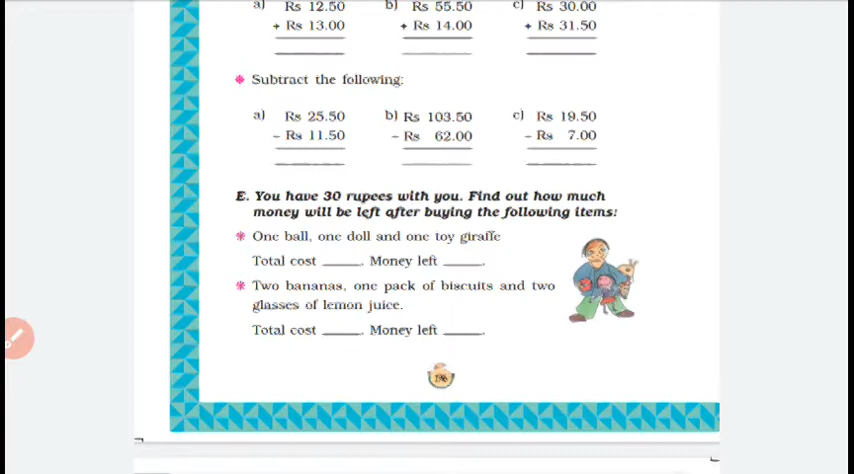 a) Rs 12.50 b) Rs 55.50 c) Rs 30.00
+ Rs 13.00 + Rs 14.00 + Rs 31.50
Subtract the following:
a) Rs 25.50 b) Rs 103.50 c) Rs 19.50
– Rs 11.50 – Rs 62.00 – Rs 7.00
E. You have 30 rupees with you. Find out how much
money will be left after buying the following items:
One ball, one doll and one toy giraffe
Total cost _____. Money left _____.
Two bananas, one pack of biscuits and two
glasses of lemon juice.
Total cost _____. Money left _____.